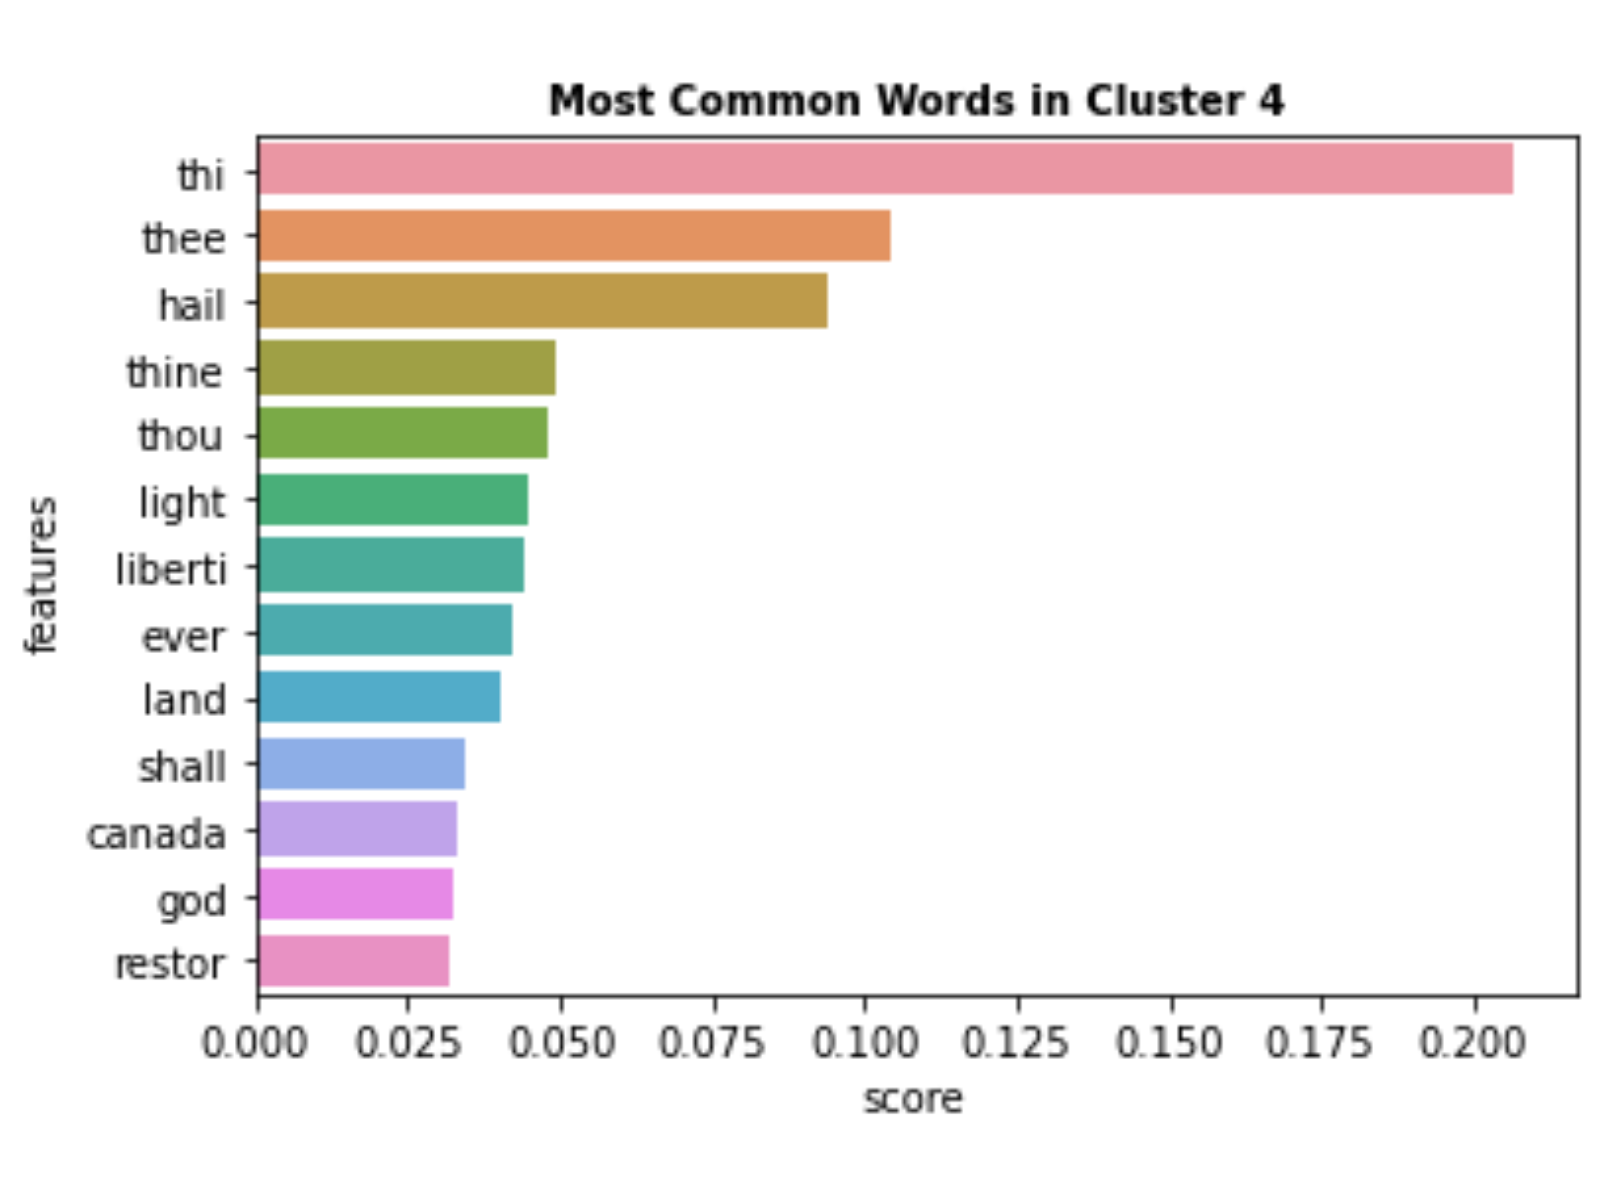 Most Common Words in Cluster 4
thi
thee
hail
thine
thou
light
liberti
ever
land
shall
canada
god
restor
features
0.000 0.025 0.050 0.075 0.100 0.125 0.150 0.175 0.200
score